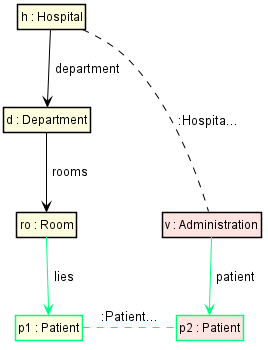 h : Hospital
department
d : Department
:Hospita...
rooms
ro : Room
v : Administration
lies
patient
:Patient...
p1 : Patient
p2 : Patient